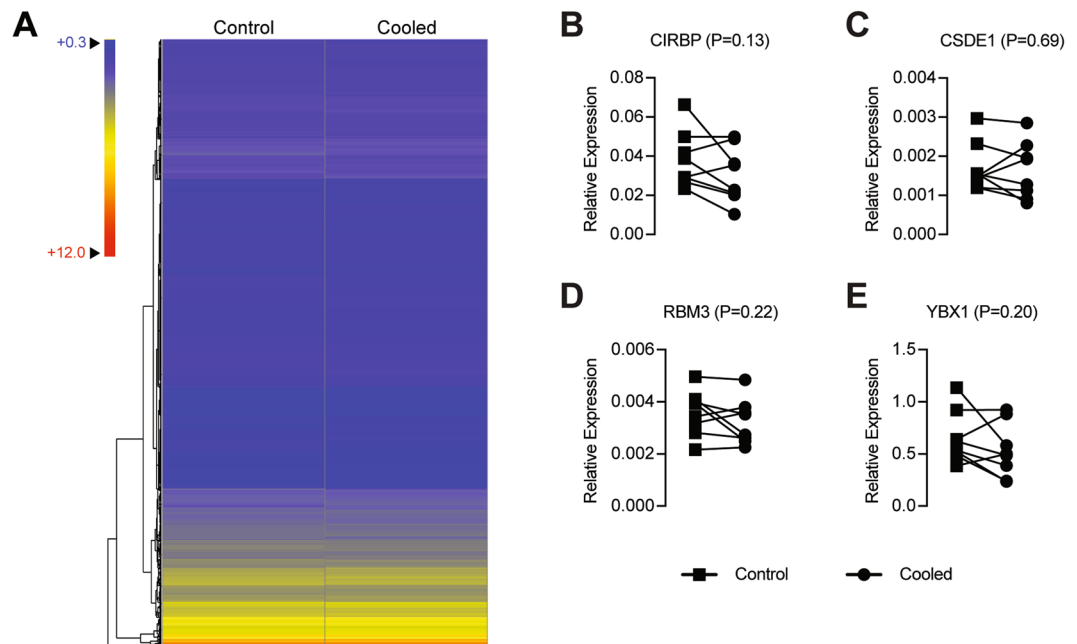 A
Control Cooled
+0.3
+12.0
B
CIRBP (P=0.13)
Relative Expression
0.08
0.06
0.04
0.02
0.00
C
CSDE1 (P=0.69)
Relative Expression
0.004
0.003
0.002
0.001
0.000
D
RBM3 (P=0.22)
Relative Expression
0.006
0.004
0.002
0.000
E
YBX1 (P=0.20)
Relative Expression
1.5
1.0
0.5
0.0
Control Cooled